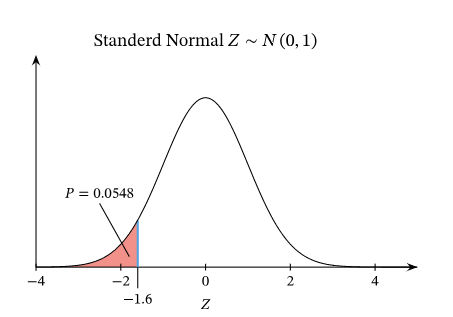 Standerd Normal Z ∼ N(0, 1)
P = 0.0548
−4 −2 0 2 4
−1.6
Z